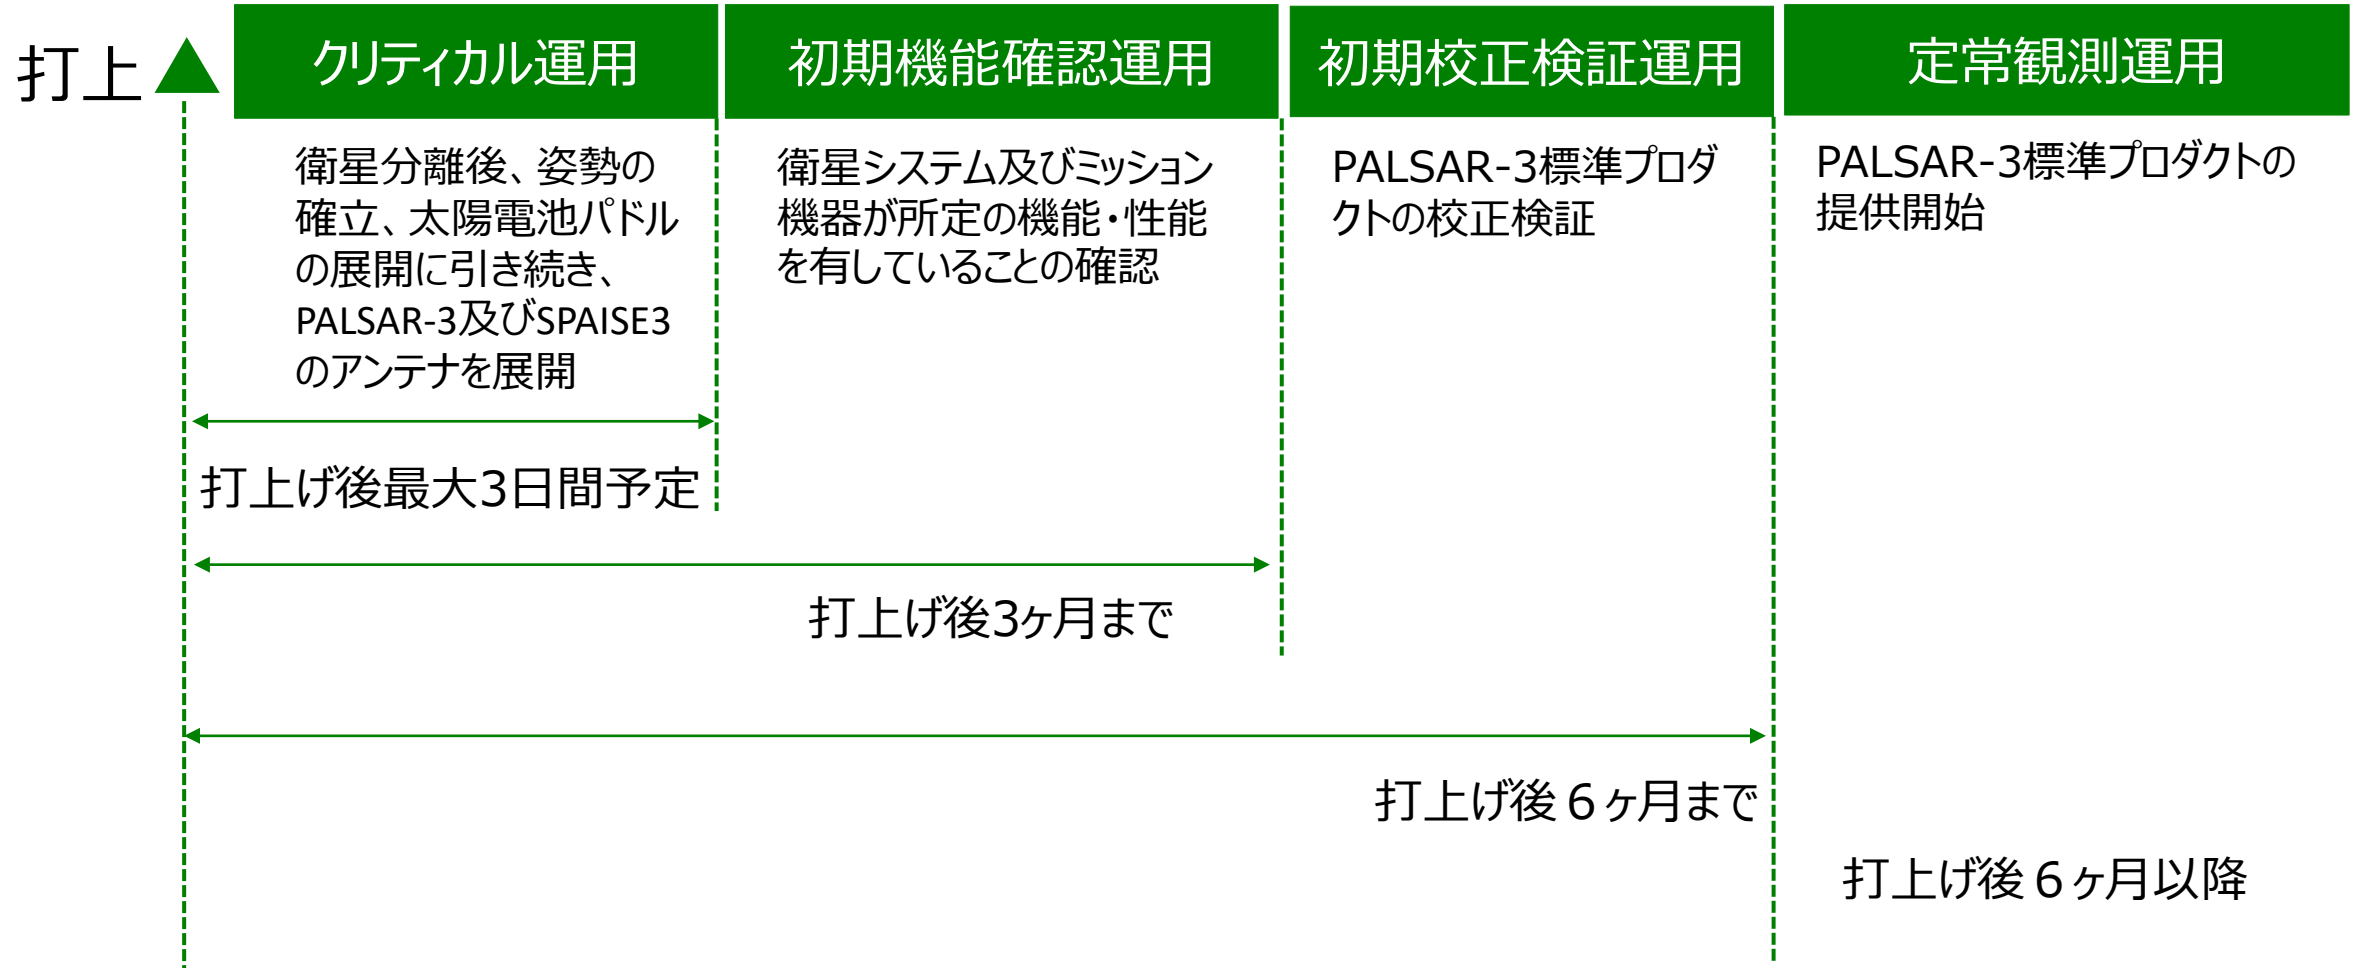 打上
クリティカル運用
初期機能確認運用
初期校正検証運用
定常観測運用
衛星分離後、姿勢の
確立、太陽電池パドル
の展開に引き続き、
PALSAR-3及びSPAISE3
のアンテナを展開
衛星システム及びミッション
機器が所定の機能・性能
を有していることの確認
PALSAR-3標準プロダ
クトの校正検証
PALSAR-3標準プロダクトの
提供開始
打上げ後最大3日間予定
打上げ後3ヶ月まで
打上げ後６ヶ月まで
打上げ後６ヶ月以降